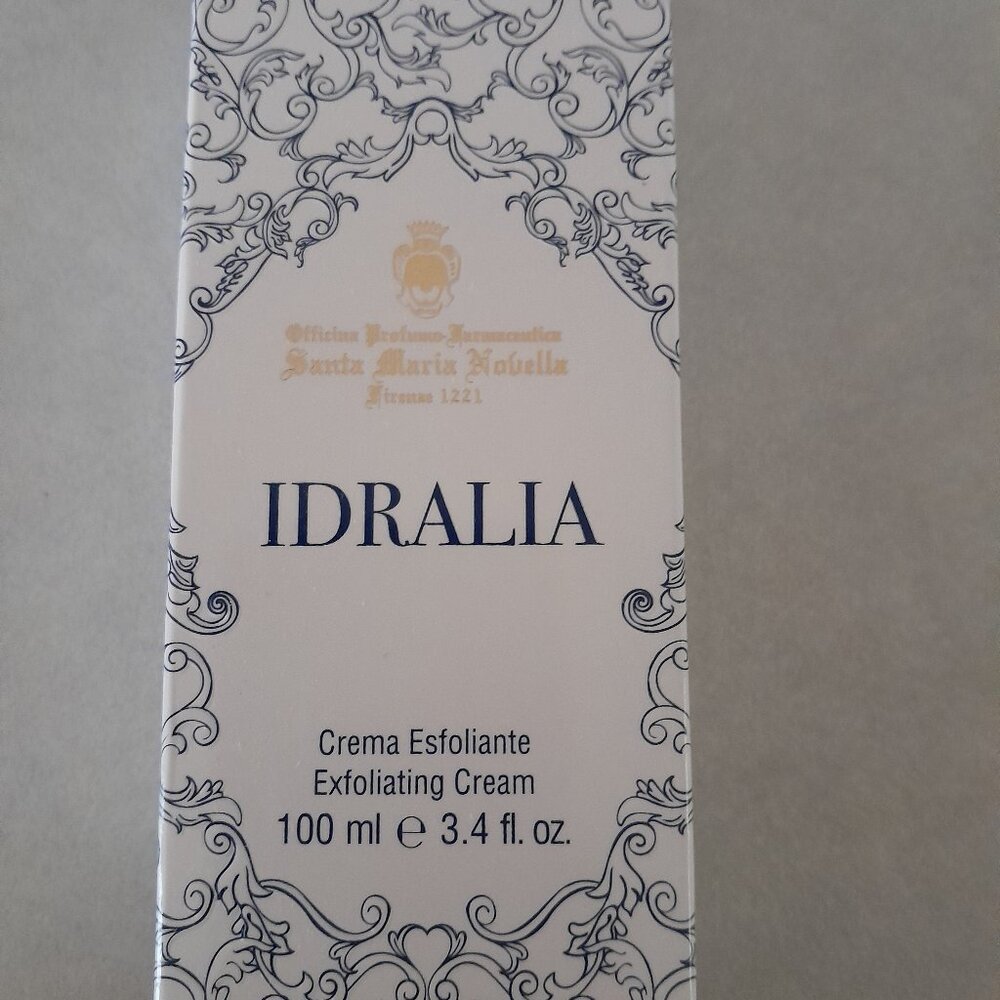 Officina Profumo-Farmaceutica
Santa Maria Novella
Firenze 1221
IDRALIA
Crema Esfoliante
Exfoliating Cream
100 ml ℮ 3.4 fl. oz.